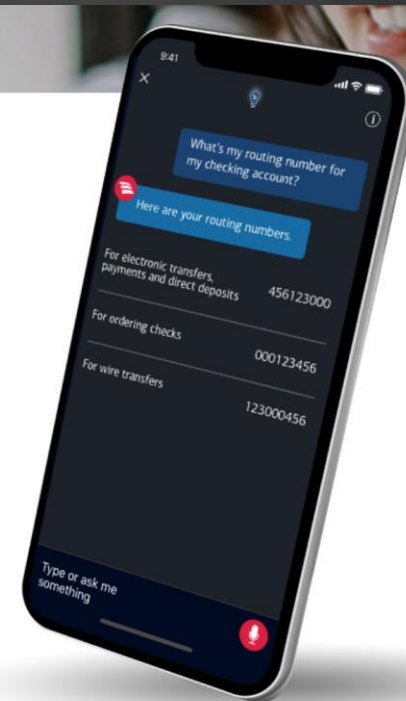 9:41
What's my routing number for
my checking account?
Here are your routing numbers.
For electronic transfers,
payments and direct deposits 456123000
For ordering checks 000123456
For wire transfers 123000456
Type or ask me
something